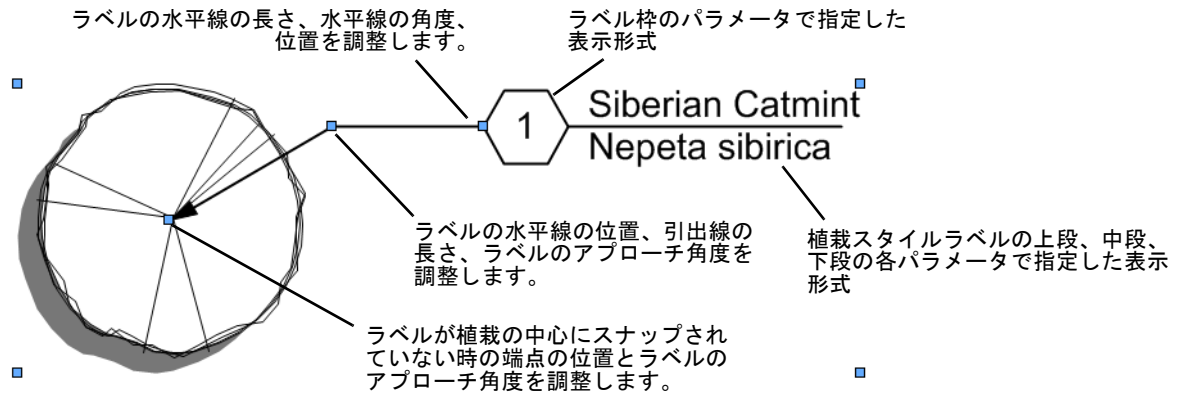 ラベルの水平線の長さ、水平線の角度、
位置を調整します。
ラベル枠のパラメータで指定した
表示形式
1
Siberian Catmint
Nepeta sibirica
ラベルの水平線の位置、引出線の
長さ、ラベルのアプローチ角度を
調整します。
植栽スタイルラベルの上段、中段、
下段の各パラメータで指定した表示
形式
ラベルが植栽の中心にスナップされ
ていない時の端点の位置とラベルの
アプローチ角度を調整します。